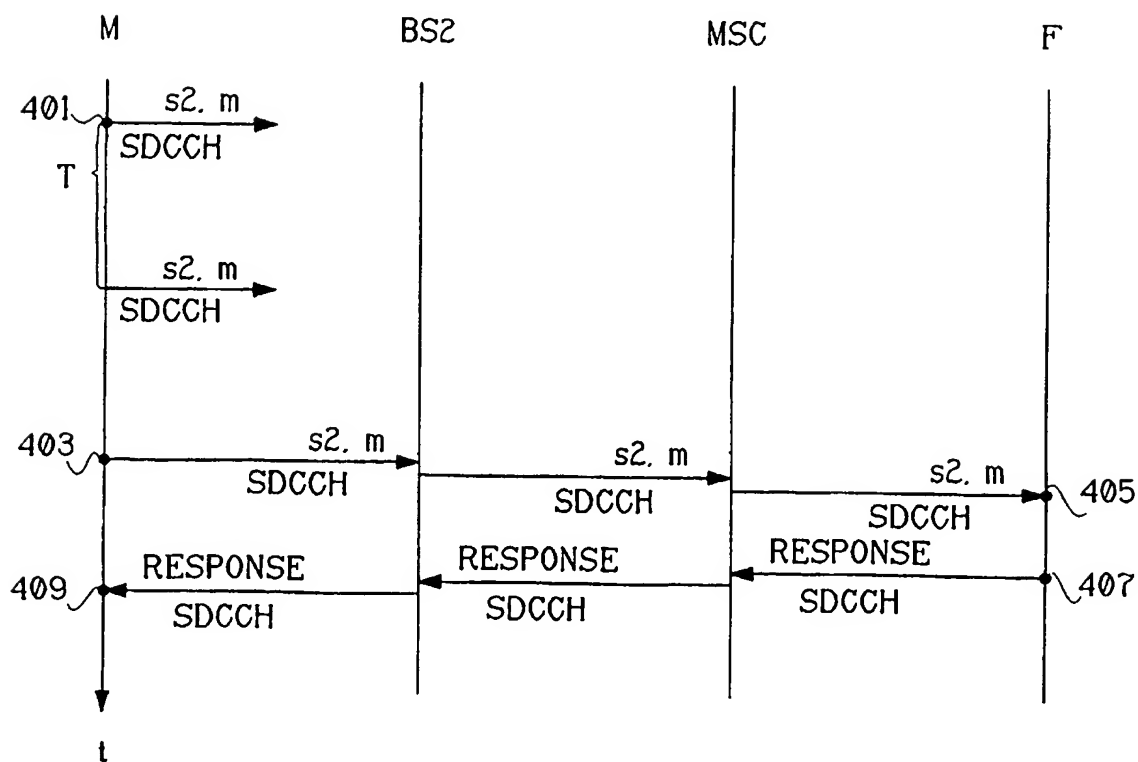 M BS2 MSC F
401 s2. m
SDCCH
T
s2. m
SDCCH
403 s2. m
SDCCH
s2. m
SDCCH
s2. m
405
SDCCH
RESPONSE
RESPONSE
RESPONSE
409
407
SDCCH
SDCCH
SDCCH
t